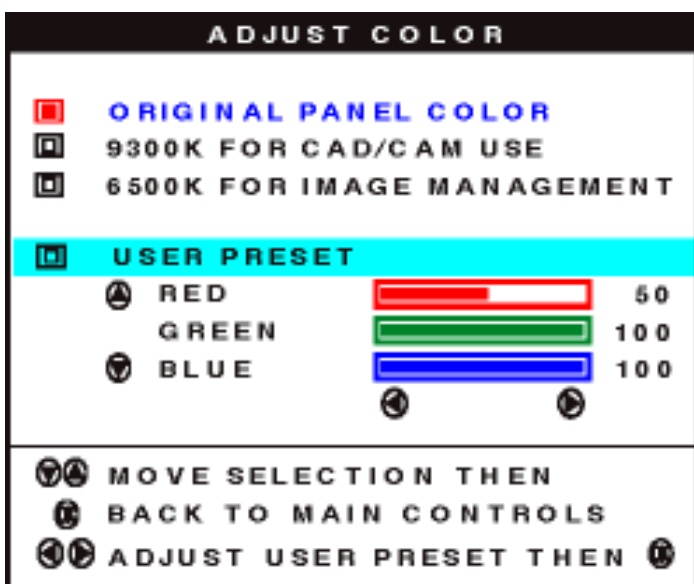 ADJUST COLOR
ORIGINAL PANEL COLOR
9300K FOR CAD/CAM USE
6500K FOR IMAGE MANAGEMENT
USER PRESET
RED 50
GREEN 100
BLUE 100
MOVE SELECTION THEN
BACK TO MAIN CONTROLS
ADJUST USER PRESET THEN